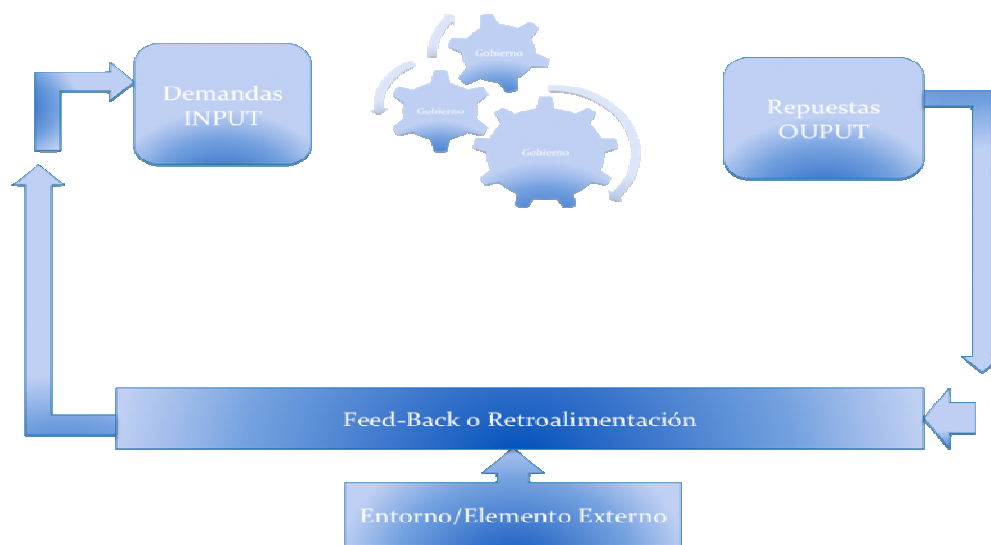 Demandas
INPUT
Gobierno
Gobierno
Gobierno
Repuestas
OUPUT
Feed-Back o Retroalimentación
Entorno/Elemento Externo